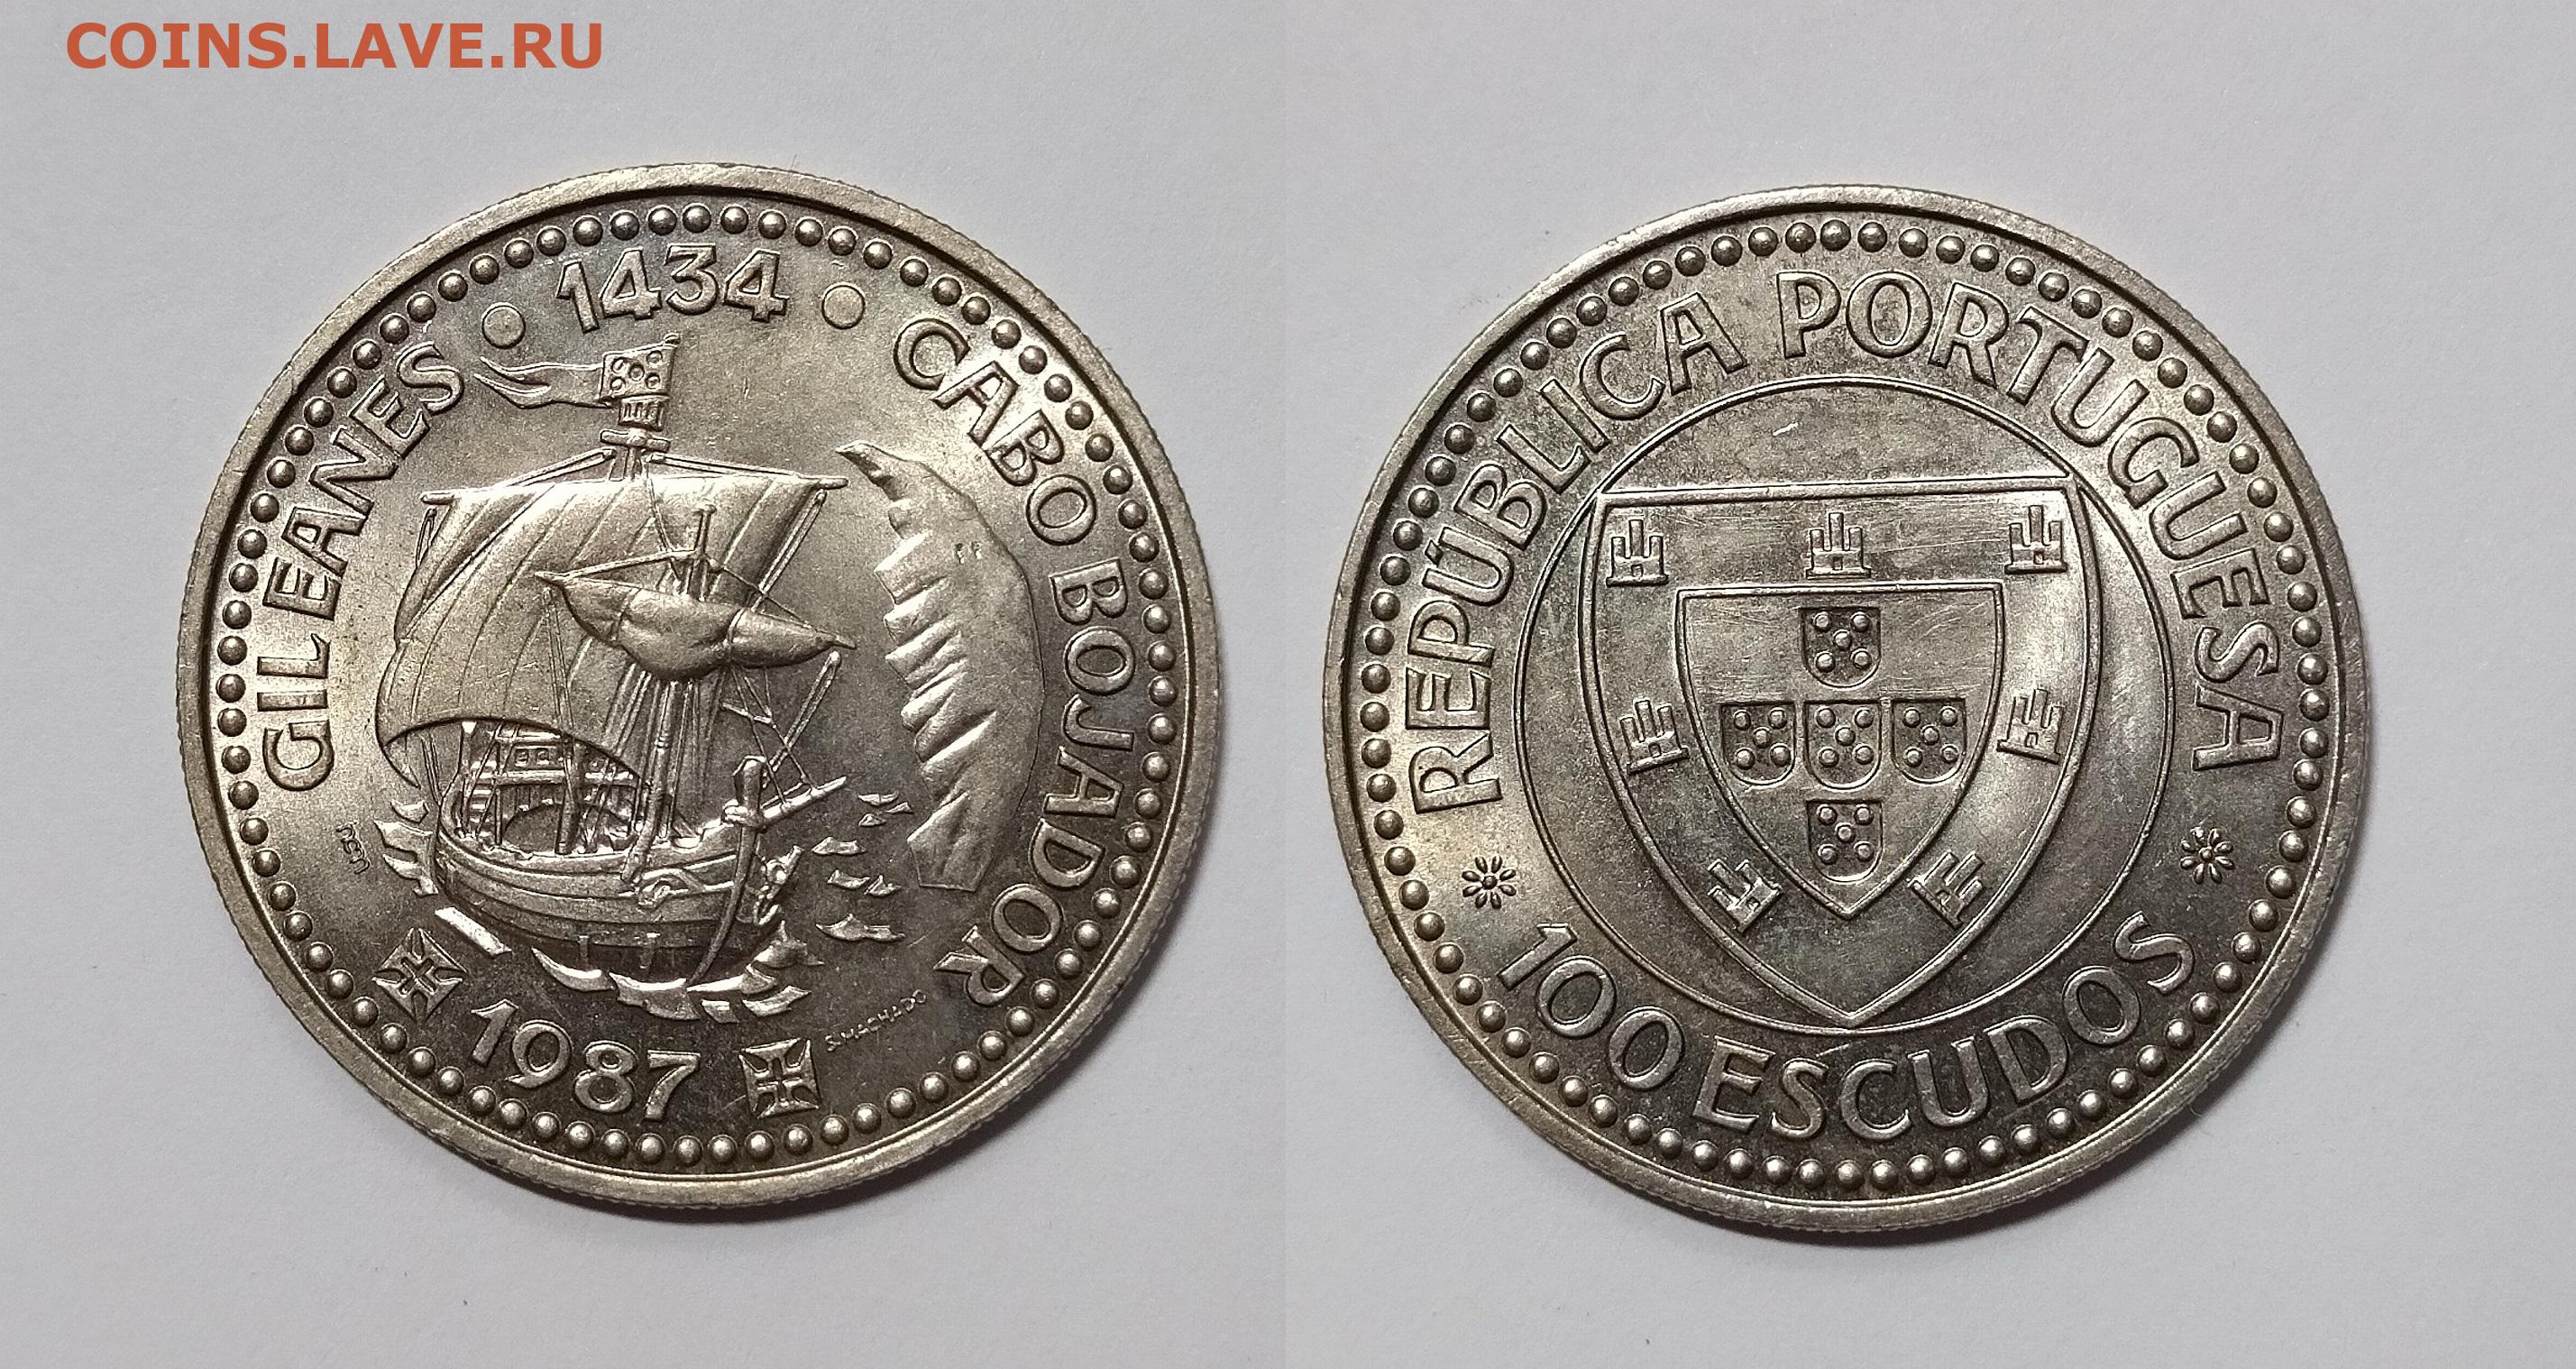 COINS.LAVE.RU
GIL EANES • 1434 • CABO BOJADOR
1987
S. MACHADO
REPÚBLICA PORTUGUESA
100 ESCUDOS